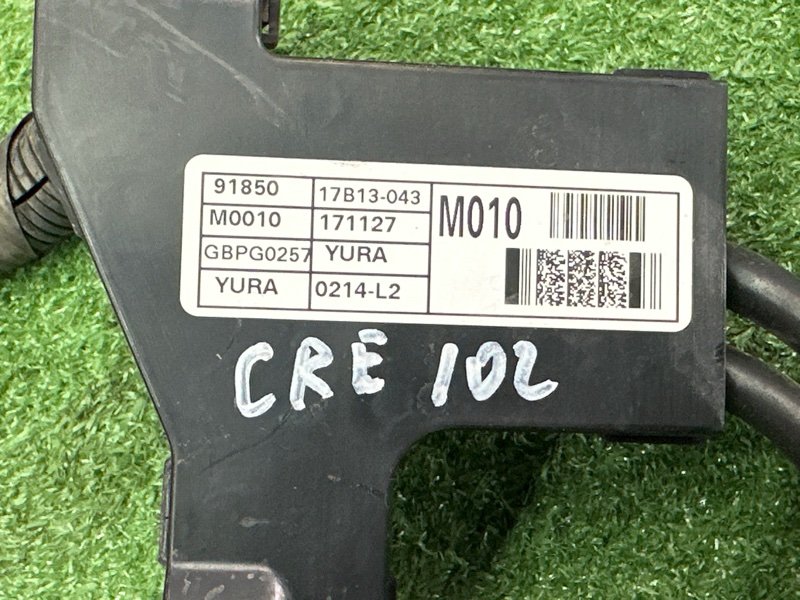 91850 17B13-043
M0010 171127
GBPG0257 YURA
YURA 0214-L2
M010
CRE 102